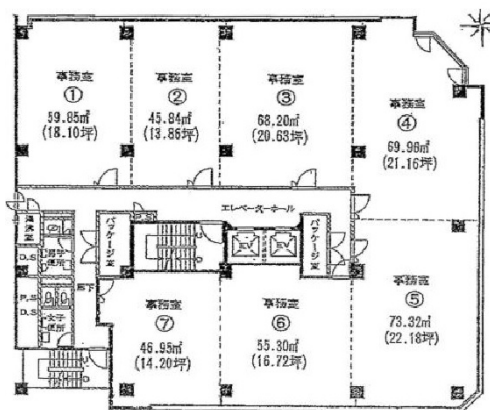 事務室
①
59.85㎡
(18.10坪)
事務室
②
45.84㎡
(13.86坪)
事務室
③
68.20㎡
(20.63坪)
事務室
④
69.96㎡
(21.16坪)
エレベーターホール
P.S
湯沸室
D.S
男子便所
パッケージ室
EV
EV
パッケージ室
廊下
P.S
D.S
女子便所
事務室
⑦
46.95㎡
(14.20坪)
事務室
⑥
55.30㎡
(16.72坪)
事務室
⑤
73.32㎡
(22.18坪)